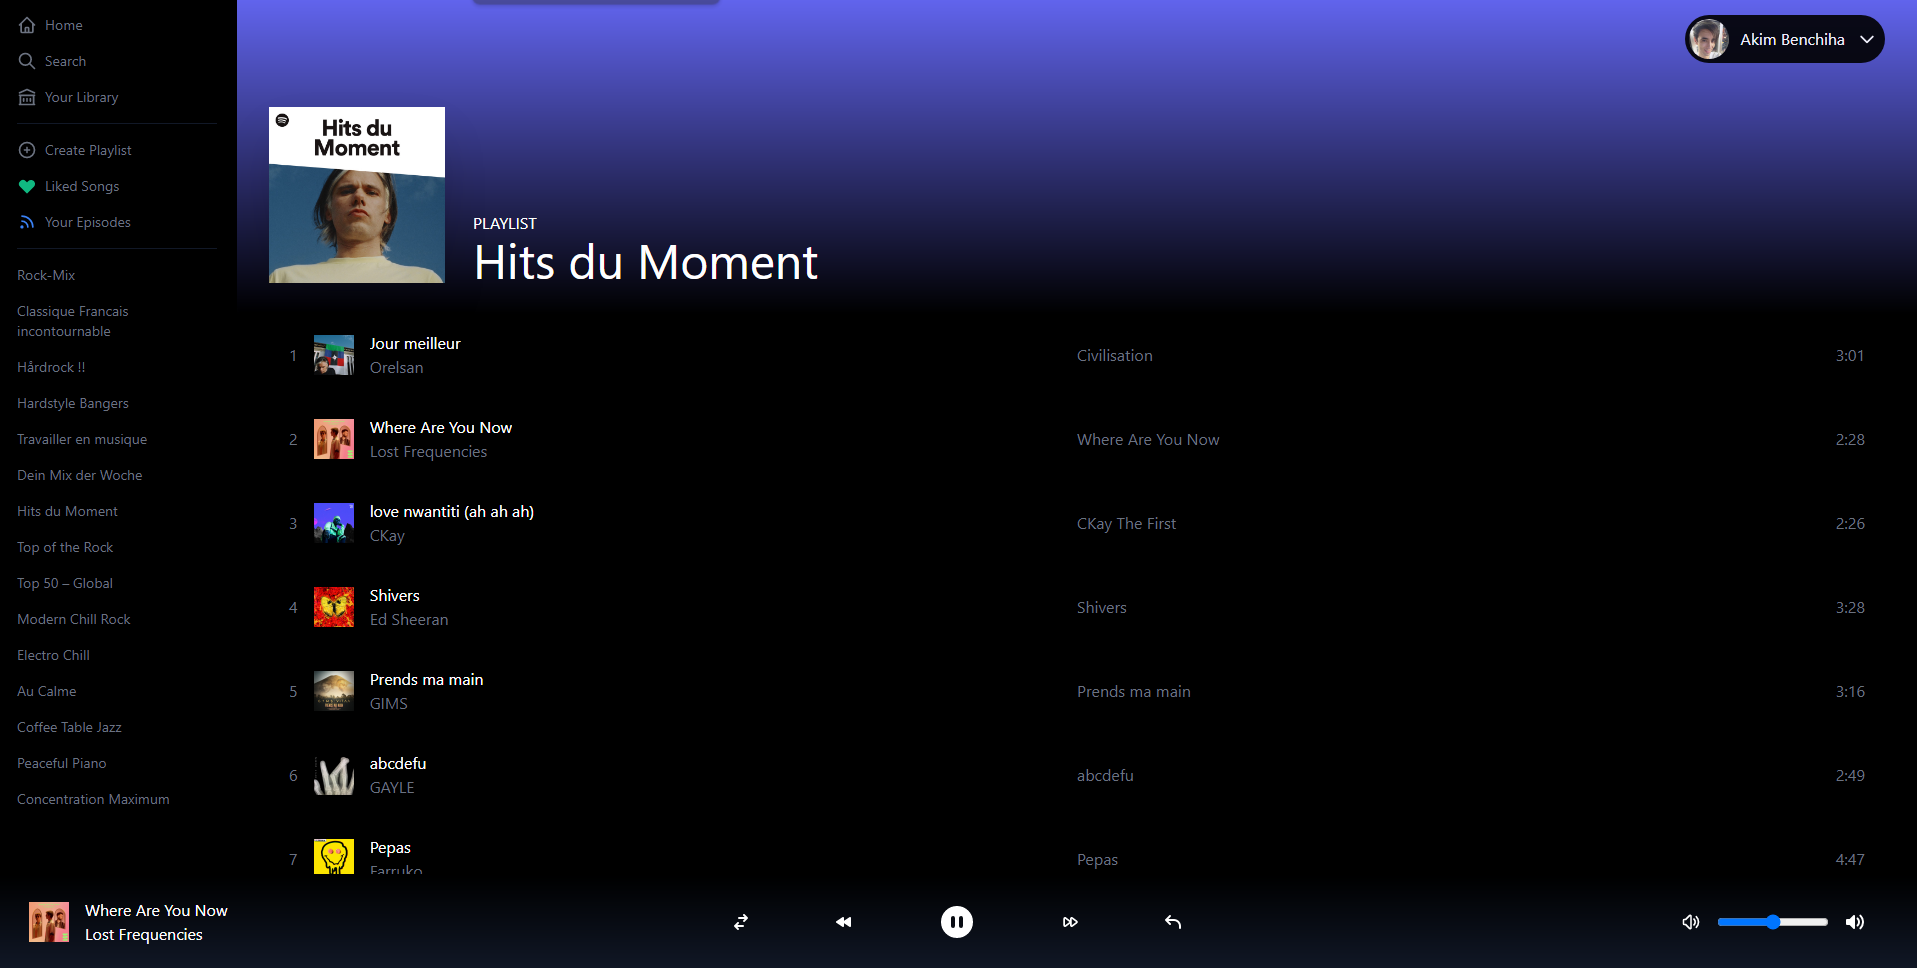 Home
Search
Your Library
Create Playlist
Liked Songs
Your Episodes
Rock-Mix
Classique Francais
incontournable
Hårdrock !!
Hardstyle Bangers
Travailler en musique
Dein Mix der Woche
Hits du Moment
Top of the Rock
Top 50 – Global
Modern Chill Rock
Electro Chill
Au Calme
Coffee Table Jazz
Peaceful Piano
Concentration Maximum
Akim Benchiha
Hits du
Moment
PLAYLIST
Hits du Moment
1 Jour meilleur Civilisation 3:01
Orelsan
2 Where Are You Now Where Are You Now 2:28
Lost Frequencies
3 love nwantiti (ah ah ah) CKay The First 2:26
CKay
4 Shivers Shivers 3:28
Ed Sheeran
5 Prends ma main Prends ma main 3:16
GIMS
6 abcdefu abcdefu 2:49
GAYLE
7 Pepas Pepas 4:47
Farruko
Where Are You Now
Lost Frequencies